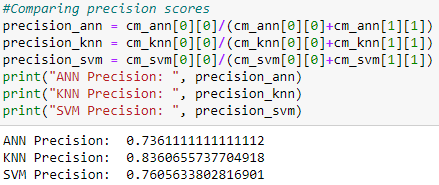 #Comparing precision scores
precision_ann = cm_ann[0][0]/(cm_ann[0][0]+cm_ann[1][1])
precision_knn = cm_knn[0][0]/(cm_knn[0][0]+cm_knn[1][1])
precision_svm = cm_svm[0][0]/(cm_svm[0][0]+cm_svm[1][1])
print("ANN Precision: ", precision_ann)
print("KNN Precision: ", precision_knn)
print("SVM Precision: ", precision_svm)
ANN Precision:  0.7361111111111112
KNN Precision:  0.8360655737704918
SVM Precision:  0.7605633802816901